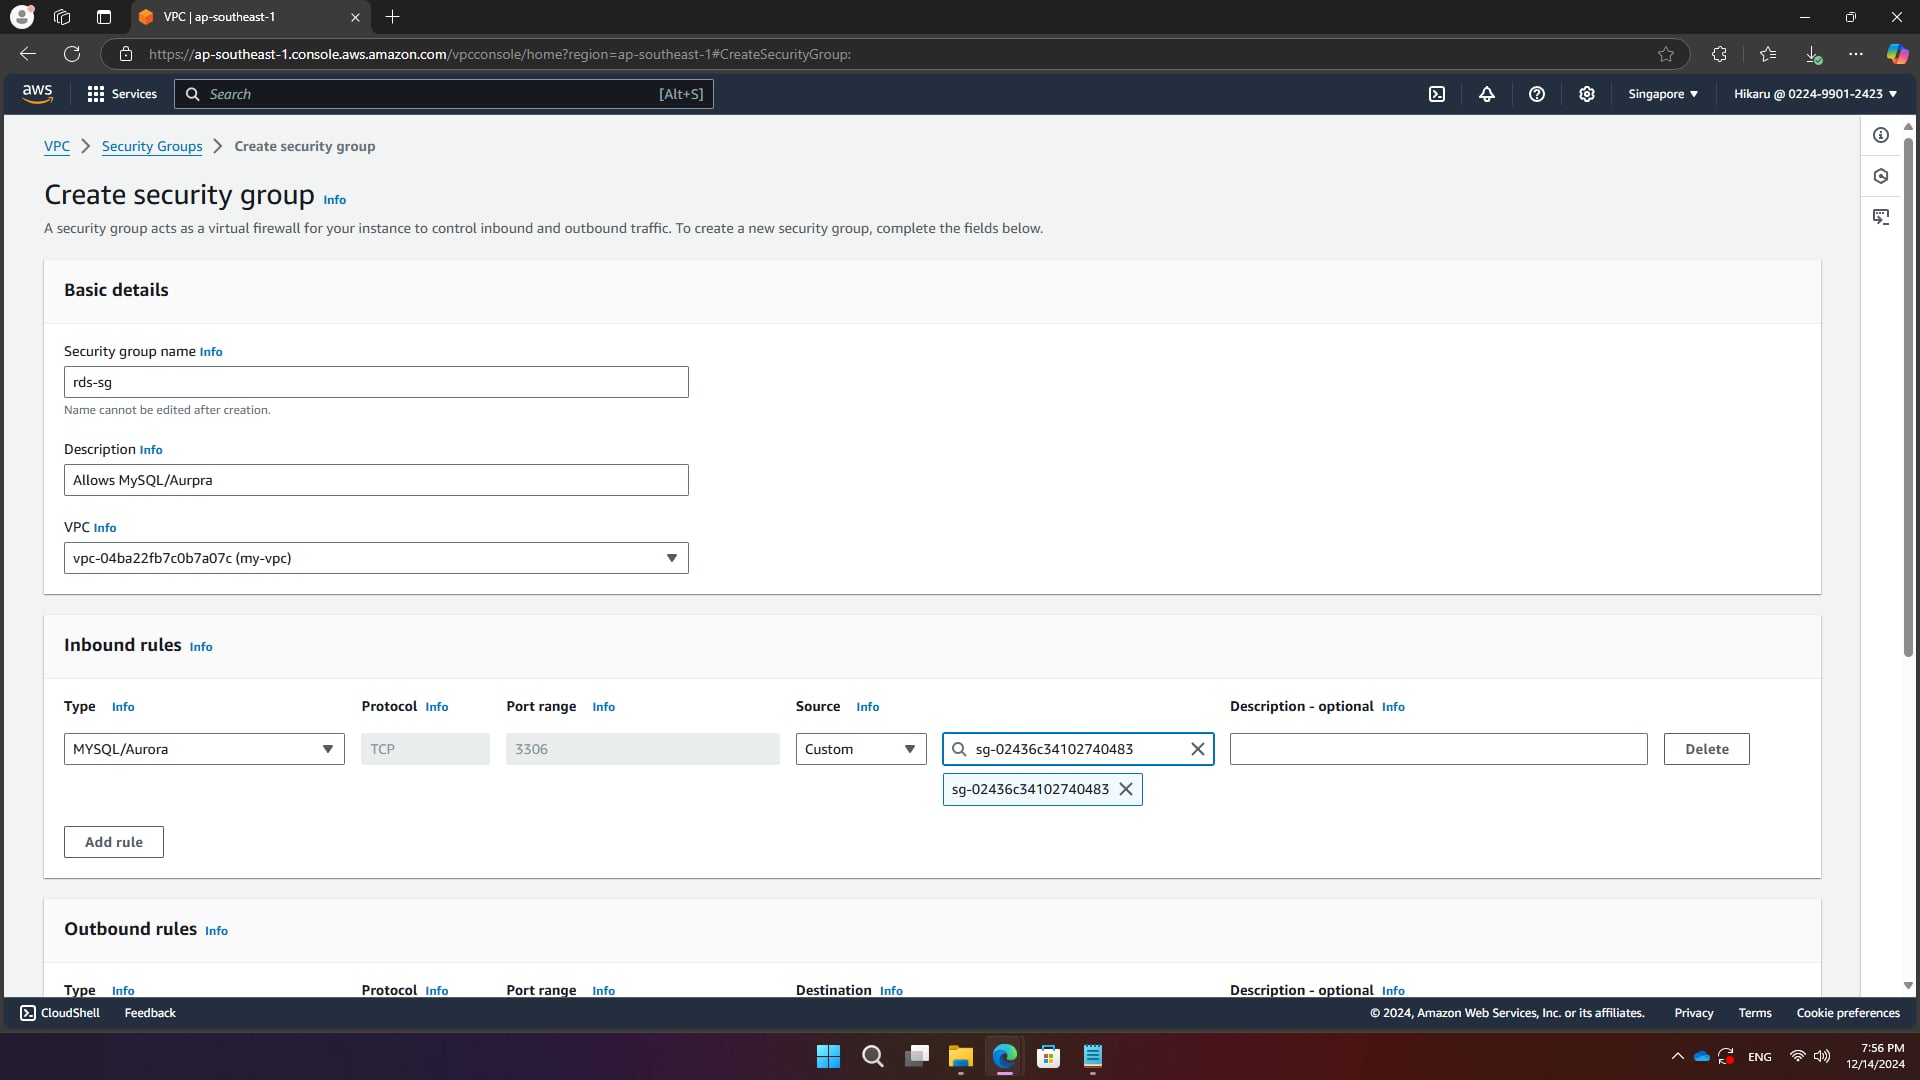 VPC | ap-southeast-1
https://ap-southeast-1.console.aws.amazon.com/vpcconsole/home?region=ap-southeast-1#CreateSecurityGroup:
aws
Services
Search
[Alt+S]
Singapore
Hikaru @ 0224-9901-2423
VPC
Security Groups
Create security group
Create security group Info
A security group acts as a virtual firewall for your instance to control inbound and outbound traffic. To create a new security group, complete the fields below.
Basic details
Security group name Info
rds-sg
Name cannot be edited after creation.
Description Info
Allows MySQL/Aurpra
VPC Info
vpc-04ba22fb7c0b7a07c (my-vpc)
Inbound rules Info
Type Info Protocol Info Port range Info Source Info Description - optional Info
MYSQL/Aurora TCP 3306 Custom sg-02436c34102740483 Delete
sg-02436c34102740483
Add rule
Outbound rules Info
Type Info Protocol Info Port range Info Destination Info Description - optional Info
CloudShell Feedback © 2024, Amazon Web Services, Inc. or its affiliates. Privacy Terms Cookie preferences
ENG
7:56 PM
12/14/2024